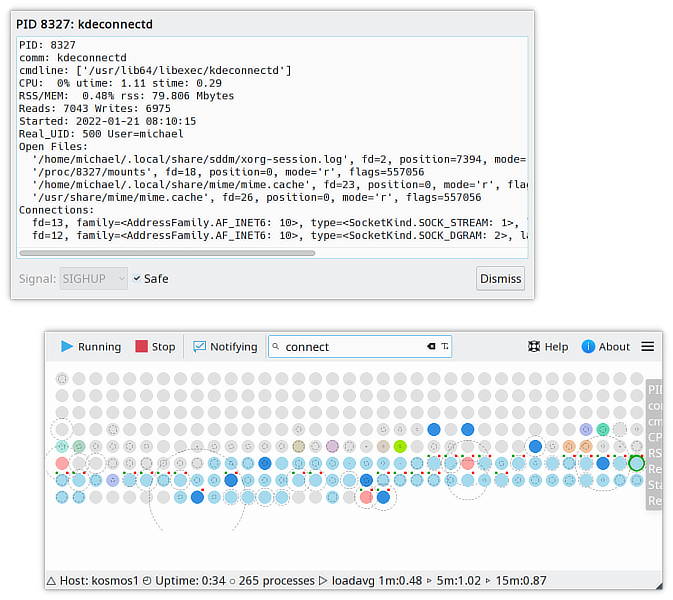 PID 8327: kdeconnectd
PID: 8327
comm: kdeconnectd
cmdline: ['/usr/lib64/libexec/kdeconnectd']
CPU:  0% utime: 1.11 stime: 0.29
RSS/MEM:  0.48% rss: 79.806 Mbytes
Reads: 7043 Writes: 6975
Started: 2022-01-21 08:10:15
Real_UID: 500 User=michael
Open Files:
'/home/michael/.local/share/sddm/xorg-session.log', fd=2, position=7394, mode=
'/proc/8327/mounts', fd=18, position=0, mode='r', flags=557056
'/home/michael/.local/share/mime/mime.cache', fd=23, position=0, mode='r', flag
'/usr/share/mime/mime.cache', fd=26, position=0, mode='r', flags=557056
Connections:
fd=13, family=<AddressFamily.AF_INET6: 10>, type=<SocketKind.SOCK_STREAM: 1>,
fd=12, family=<AddressFamily.AF_INET6: 10>, type=<SocketKind.SOCK_DGRAM: 2>, la
Signal: SIGHUP Safe Dismiss
Running Stop Notifying connect Help About
PID
cor
cm
CP
RS
Re
Sta
Re
Host: kosmos1 Uptime: 0:34 265 processes loadavg 1m:0.48 5m:1.02 15m:0.87